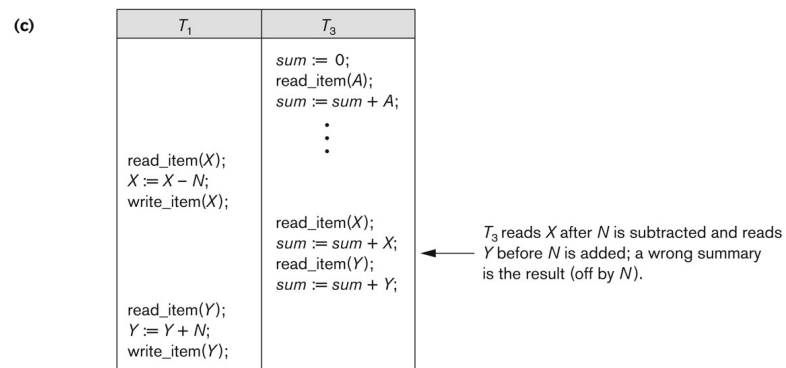 (c)
T₁ T₃
sum := 0;
read_item(A);
sum := sum + A;
read_item(X);
X := X – N;
write_item(X);
read_item(X);
sum := sum + X;
read_item(Y);
sum := sum + Y;
T₃ reads X after N is subtracted and reads
Y before N is added; a wrong summary
is the result (off by N).
read_item(Y);
Y := Y + N;
write_item(Y);